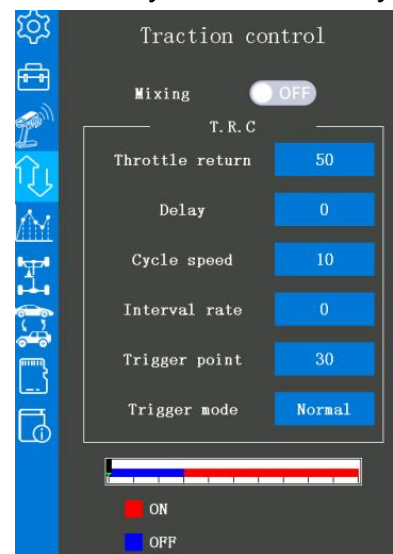 Traction control
Mixing OFF
T.R.C
Throttle return 50
Delay 0
Cycle speed 10
Interval rate 0
Trigger point 30
Trigger mode Normal
ON
OFF